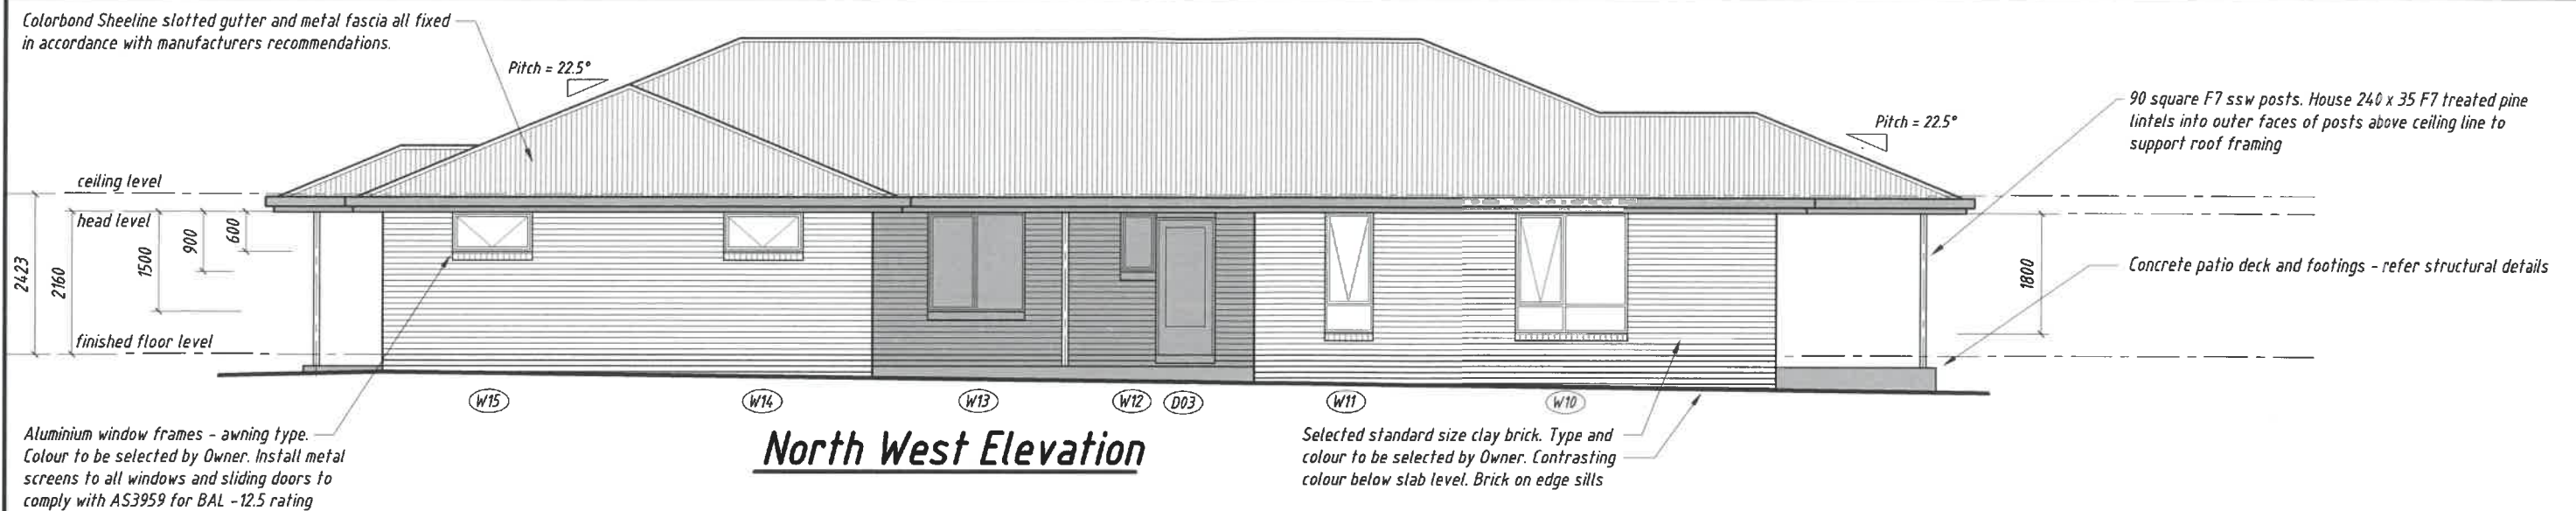 Colorbond Sheeline slotted gutter and metal fascia all fixed
in accordance with manufacturers recommendations.
Pitch = 22.5°
Pitch = 22.5°
90 square F7 ssw posts. House 240 x 35 F7 treated pine
lintels into outer faces of posts above ceiling line to
support roof framing
ceiling level
head level
600
900
1500
2160
2423
finished floor level
1800
Concrete patio deck and footings - refer structural details
W15
W14
W13
W12
D03
W11
W10
Aluminium window frames - awning type.
Colour to be selected by Owner. Install metal
screens to all windows and sliding doors to
comply with AS3959 for BAL -12.5 rating
North West Elevation
Selected standard size clay brick. Type and
colour to be selected by Owner. Contrasting
colour below slab level. Brick on edge sills